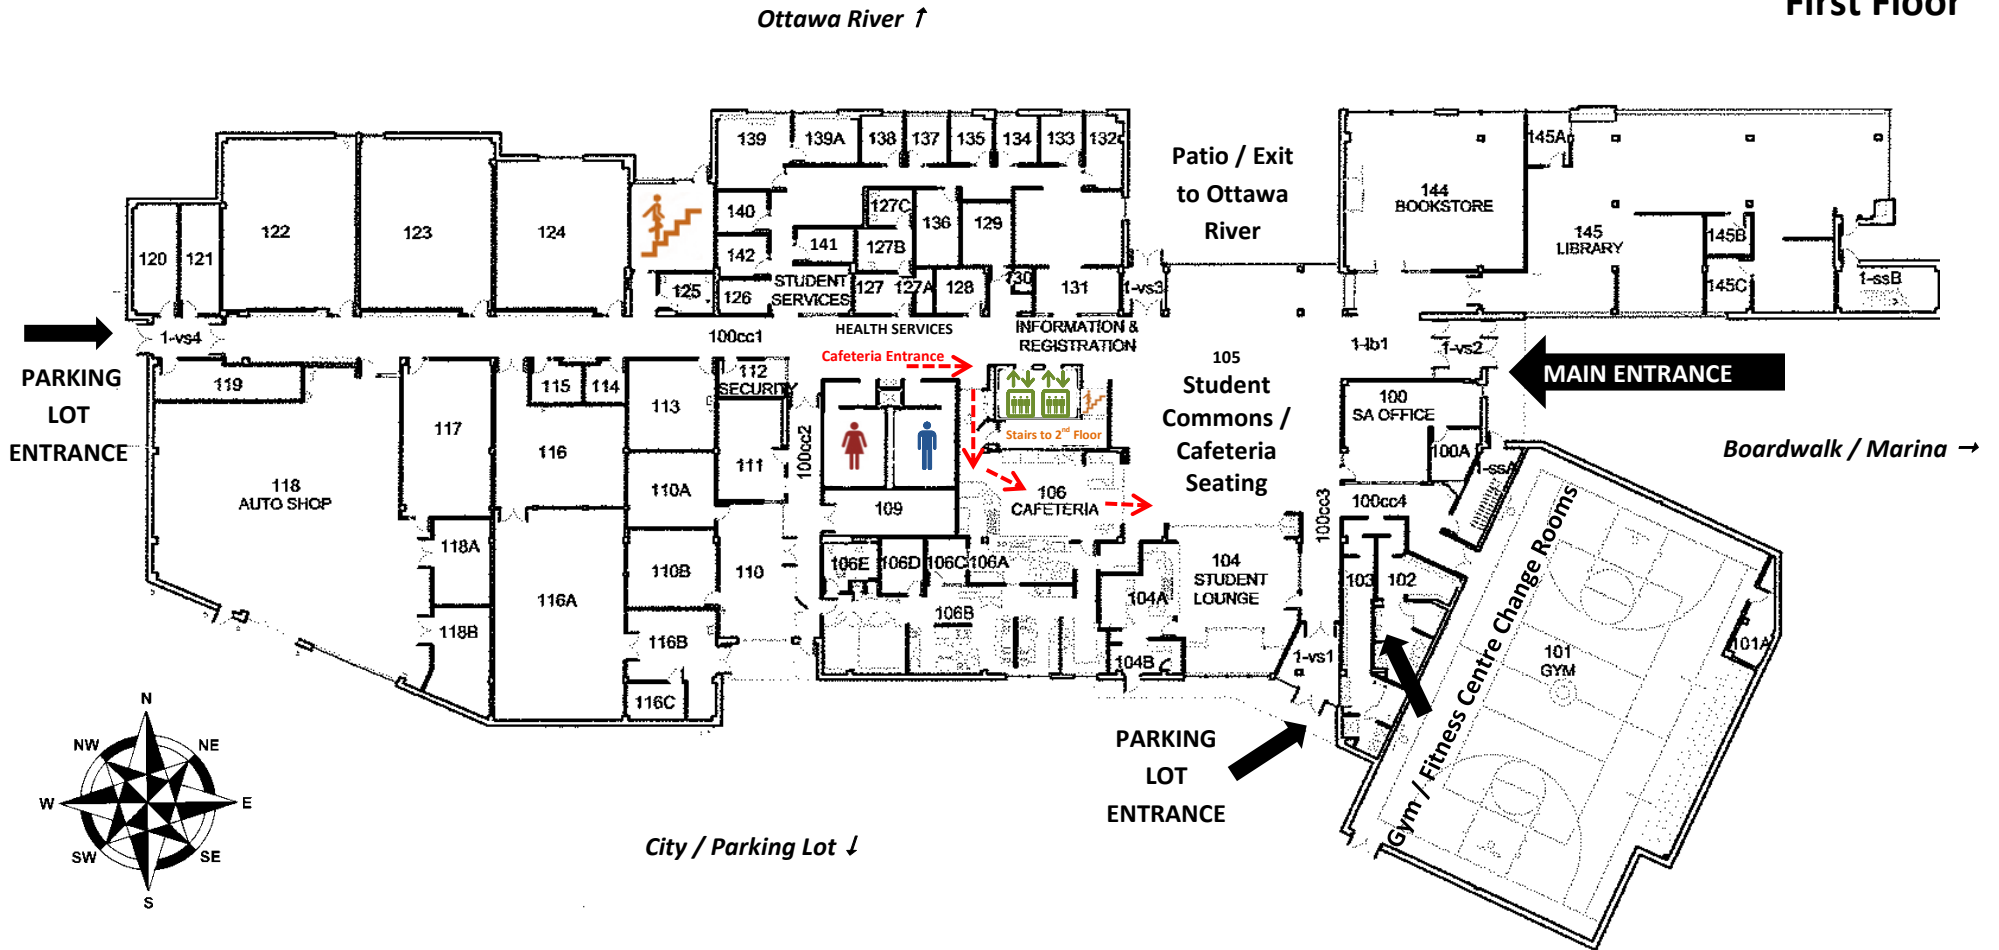 First Floor
Ottawa River ↑
139
139A
138
137
135
134
133
132
Patio / Exit
to Ottawa
River
145A
144
BOOKSTORE
140
127C
136
129
142
141
127B
120
121
122
123
124
145
LIBRARY
145B
145C
1-ssB
125
126
STUDENT
SERVICES
127
127A
128
130
131
1-vs3
1-vs4
100cc1
HEALTH SERVICES
INFORMATION &
REGISTRATION
1-lb1
1-vs2
PARKING
LOT
ENTRANCE
119
115
114
112
SECURITY
Cafeteria Entrance
105
Student
Commons /
Cafeteria
Seating
MAIN ENTRANCE
100
SA OFFICE
100A
1-ssA
Boardwalk / Marina →
117
116
113
111
100cc2
Stairs to 2nd Floor
118
AUTO SHOP
110A
109
106
CAFETERIA
100cc3
100cc4
118A
110B
110
106E
106D
106C
106A
104
STUDENT
LOUNGE
103
102
116A
104A
106B
118B
116B
116C
104B
1-vs1
Gym / Fitness Centre Change Rooms
101
GYM
101A
PARKING
LOT
ENTRANCE
City / Parking Lot ↓
N
NE
E
SE
S
SW
W
NW